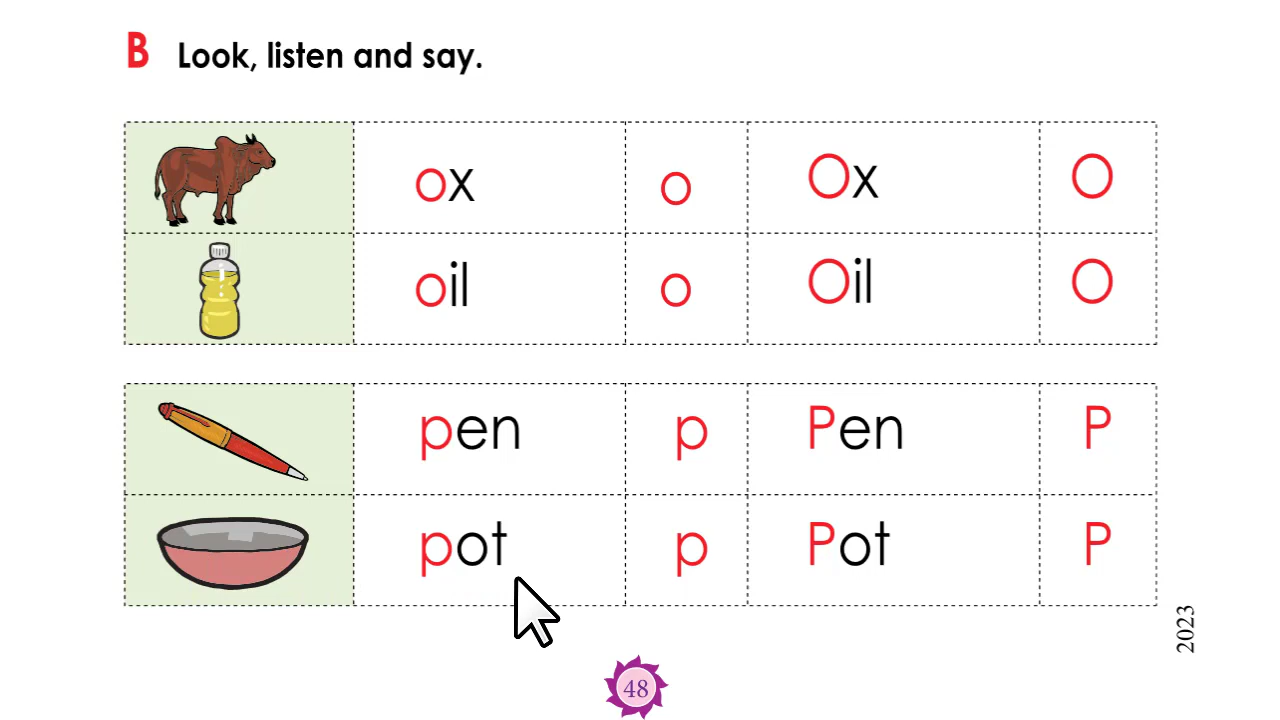 B Look, listen and say.
ox o Ox O
oil o Oil O
pen p Pen P
pot p Pot P
2023
48